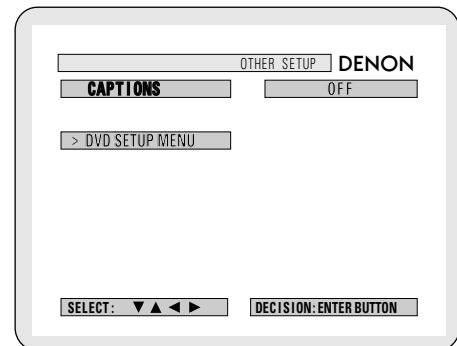 OTHER SETUP DENON
CAPTIONS OFF
> DVD SETUP MENU
SELECT: ▼ ▲ ◄ ► DECISION: ENTER BUTTON